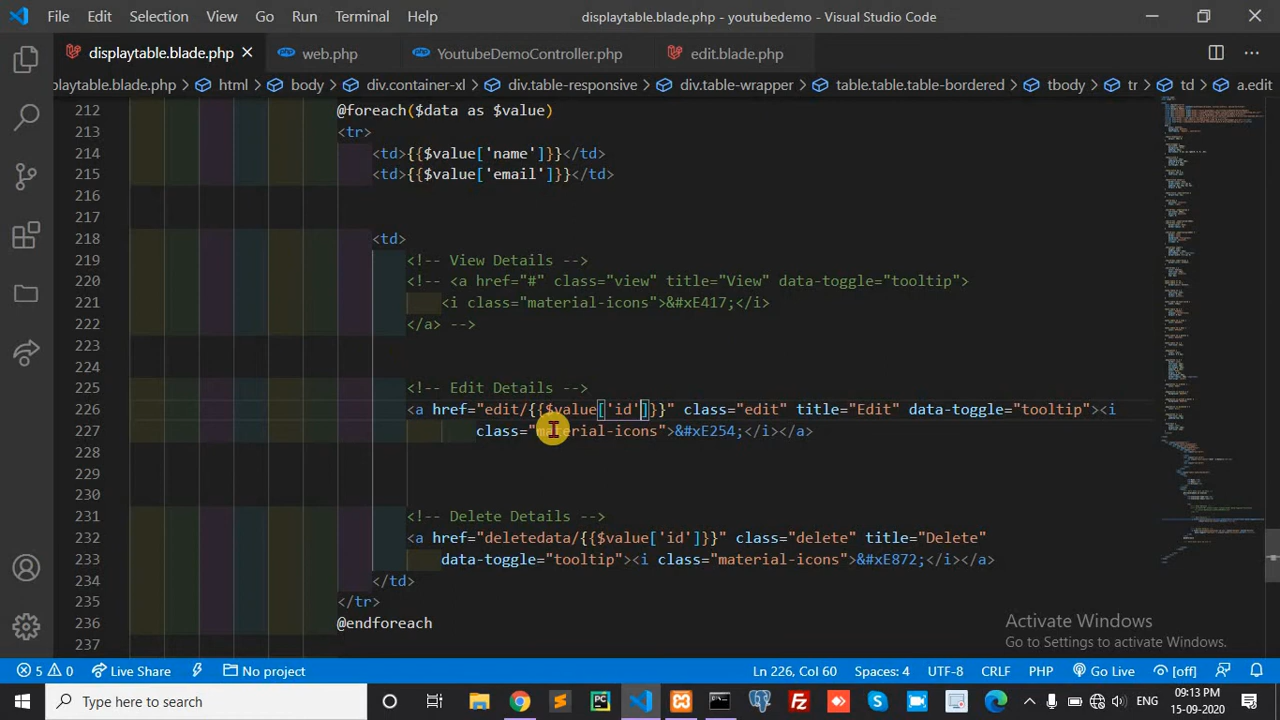 File Edit Selection View Go Run Terminal Help displaytable.blade.php - youtubedemo - Visual Studio Code
displaytable.blade.php web.php YoutubeDemoController.php edit.blade.php
playtable.blade.php > html > body > div.container-xl > div.table-responsive > div.table-wrapper > table.table.table-bordered > tbody > tr > td > a.edit
212 @foreach($data as $value)
213 <tr>
214 <td>{{$value['name']}}</td>
215 <td>{{$value['email']}}</td>
216
217
218 <td>
219 <!-- View Details -->
220 <!-- <a href="#" class="view" title="View" data-toggle="tooltip">
221 <i class="material-icons">&#xE417;</i>
222 </a> -->
223
224
225 <!-- Edit Details -->
226 <a href="edit/{{$value['id']}}" class="edit" title="Edit" data-toggle="tooltip"><i
227 class="material-icons">&#xE254;</i></a>
228
229
230
231 <!-- Delete Details -->
232 <a href="deletedata/{{$value['id']}}" class="delete" title="Delete"
233 data-toggle="tooltip"><i class="material-icons">&#xE872;</i></a>
234 </td>
235 </tr>
236 @endforeach
237
Activate Windows
Go to Settings to activate Windows.
5 0 Live Share No project Ln 226, Col 60 Spaces: 4 UTF-8 CRLF PHP Go Live [off]
Type here to search
ENG
09:13 PM
15-09-2020